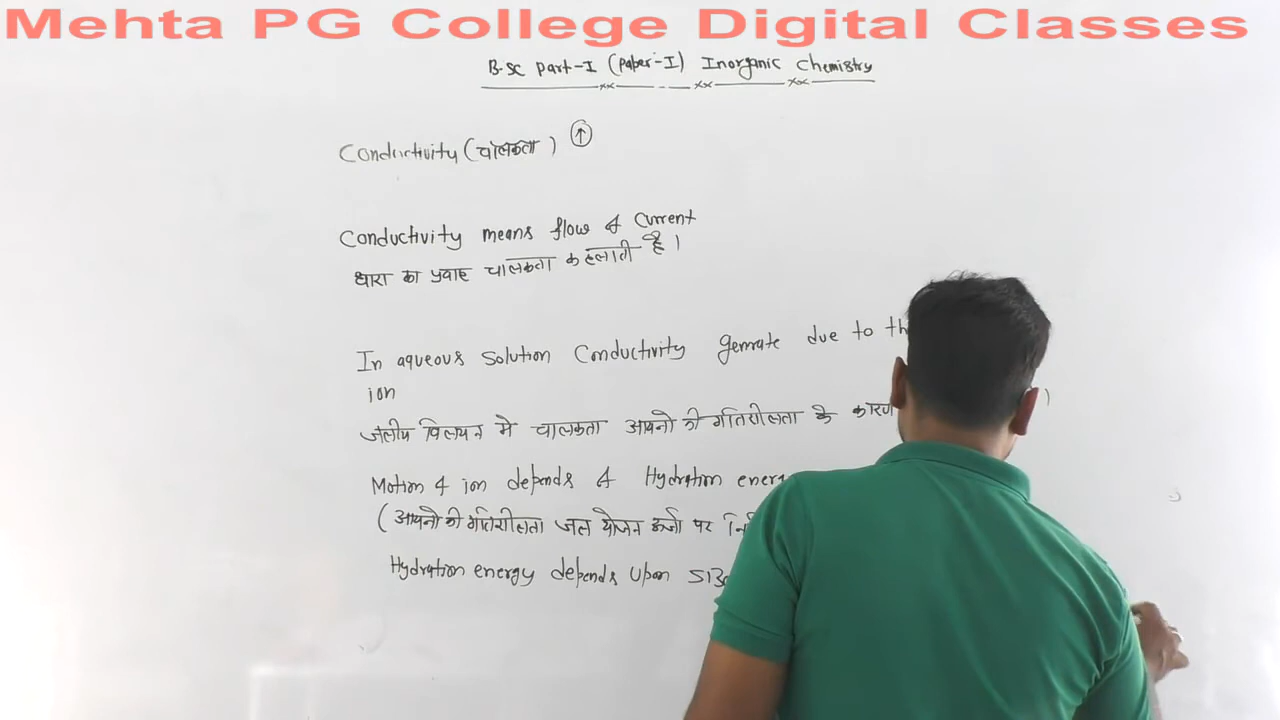 Mehta PG College Digital Classes
B.SC part-I (paper-I) Inorganic Chemistry
Conductivity (चालकता) ↑
Conductivity means flow of Current
धारा का प्रवाह चालकता कहलाती है।
In aqueous Solution Conductivity genrate due to th
ion
जलीय विलयन मे चालकता आयनो की गतिशीलता के कारण )
Motion of ion depends of Hydration energ
(आयनो की गतिशीलता जल योजन ऊर्जा पर नि
Hydration energy depends Upon size